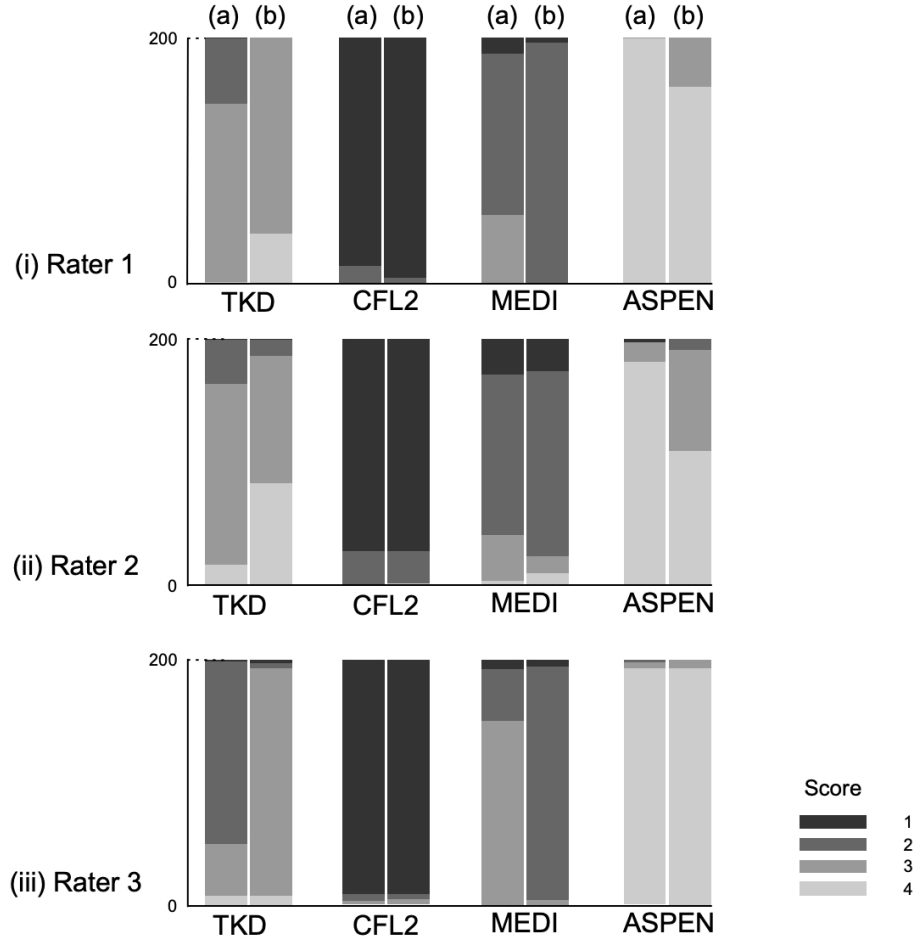 (a) (b) (a) (b) (a) (b) (a) (b)
200
(i) Rater 1
0
TKD CFL2 MEDI ASPEN
200
(ii) Rater 2
0
TKD CFL2 MEDI ASPEN
200
Score
1
2
(iii) Rater 3
3
4
0
TKD CFL2 MEDI ASPEN